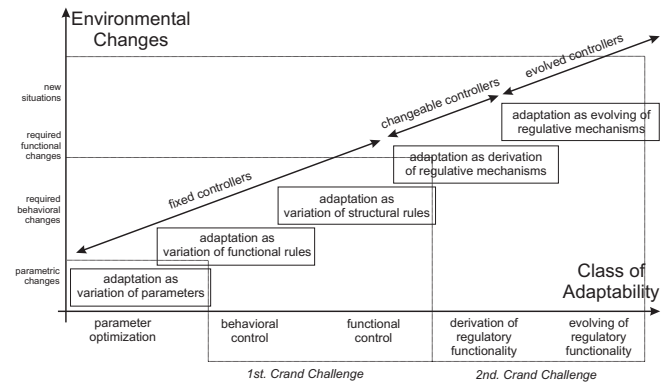 Environmental
Changes
new
situations
required
functional
changes
required
behavioral
changes
parametric
changes
evolved controllers
changeable controllers
fixed controllers
adaptation as evolving of
regulative mechanisms
adaptation as derivation
of regulative mechanisms
adaptation as
variation of structural rules
adaptation as
variation of functional rules
adaptation as
variation of parameters
Class of
Adaptability
parameter
optimization
behavioral
control
functional
control
derivation of
regulatory
functionality
evolving of
regulatory
functionality
1st. Crand Challenge
2nd. Crand Challenge